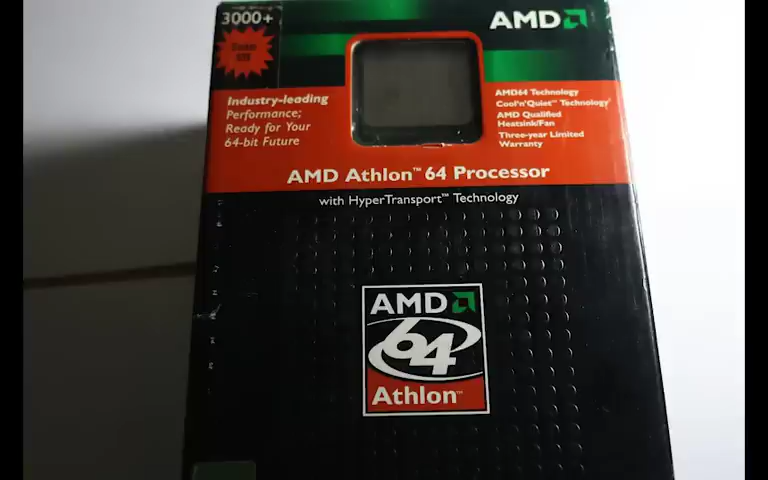 3000+
AMD
Industry-leading
Performance;
Ready for Your
64-bit Future
AMD64 Technology
Cool'n'Quiet™ Technology
AMD Qualified
Heatsink/Fan
Three-year Limited
Warranty
AMD Athlon™ 64 Processor
with HyperTransport™ Technology
AMD
64
Athlon™